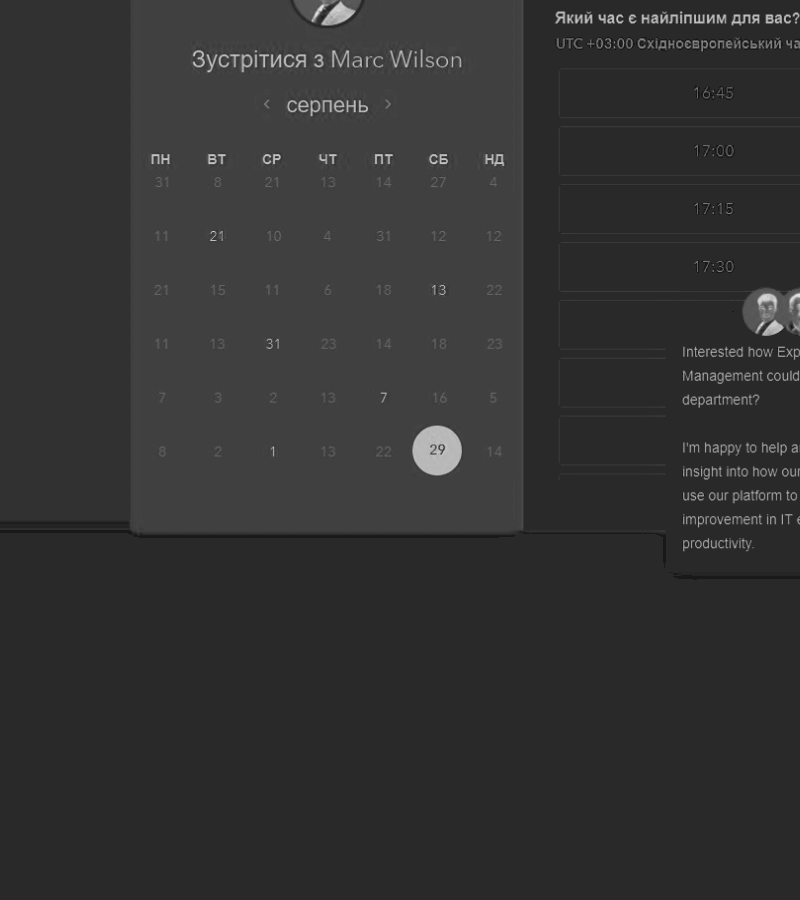 Зустрітися з Marc Wilson
‹ серпень ›
ПН ВТ СР ЧТ ПТ СБ НД
31 8 21 13 14 27 4
11 21 10 4 31 12 12
21 15 11 6 18 13 22
11 13 31 23 14 18 23
7 3 2 13 7 16 5
8 2 1 13 22 29 14
Який час є найліпшим для вас?
UTC +03:00 Східноєвропейський ча
16:45
17:00
17:15
17:30
Interested how Exp
Management could
department?
I'm happy to help a
insight into how our
use our platform to
improvement in IT e
productivity.